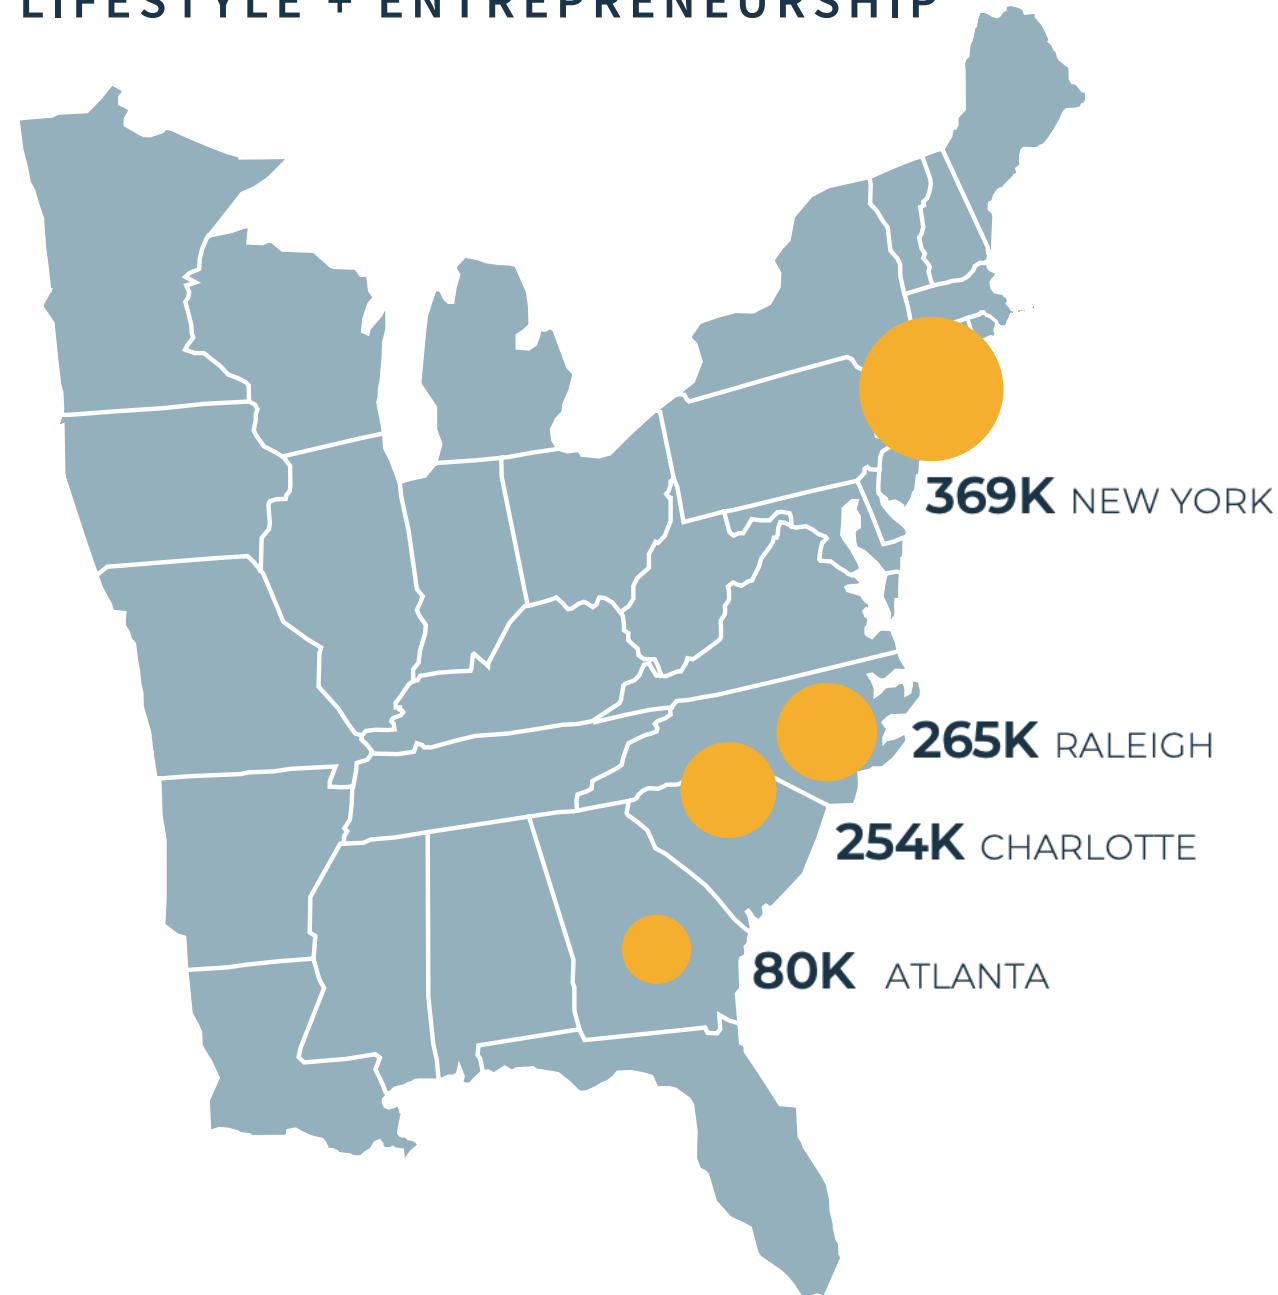 LIFESTYLE + ENTREPRENEURSHIP
369K NEW YORK
265K RALEIGH
254K CHARLOTTE
80K ATLANTA